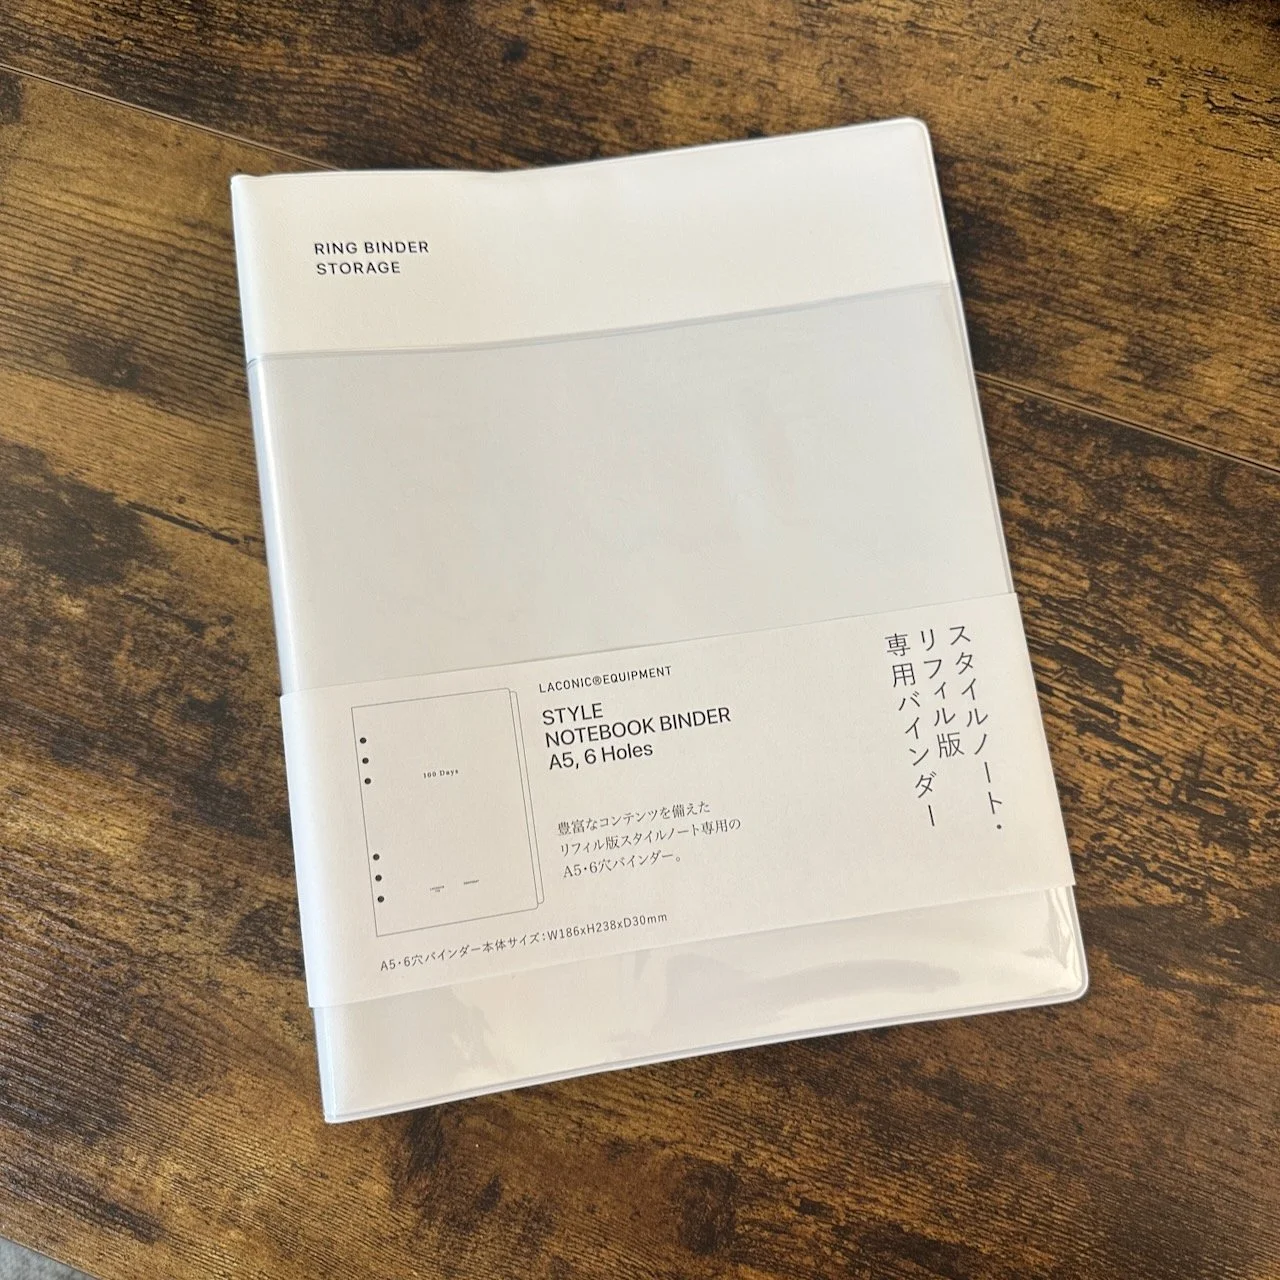 RING BINDER
STORAGE
LACONIC®EQUIPMENT
STYLE
NOTEBOOK BINDER
A5, 6 Holes
豊富なコンテンツを備えた
リフィル版スタイルノート専用の
A5・6穴バインダー。
スタイルノート・
リフィル版
専用バインダー
100 Days
A5・6穴バインダー本体サイズ:W186xH238xD30mm